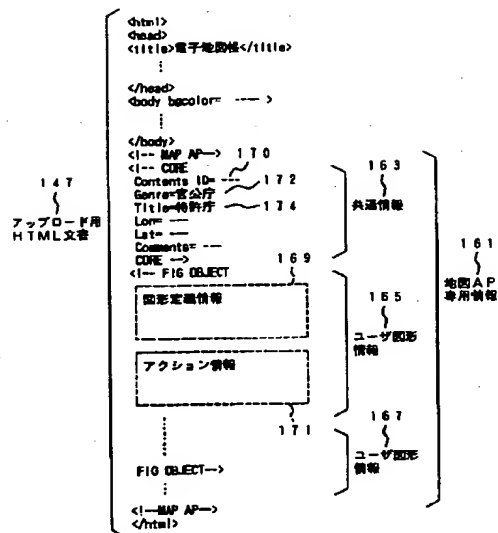 <html>
<head>
<title>電子地図帳</title>
</head>
<body bgcolor= ---- >
</body>
<!-- MAP AP-->
170
<!-- CORE
Contents ID= ---
172
Genre=官公庁
Title=特許庁
174
Lon= ---
Lat= ---
Comments= ---
CORE -->
169
<!-- FIG OBJECT
図形定義情報
アクション情報
171
FIG OBJECT-->
<!--MAP AP-->
</html>
147
アップロード用
HTML文書
163
共通情報
161
地図AP
専用情報
165
ユーザ図形
情報
167
ユーザ図形
情報